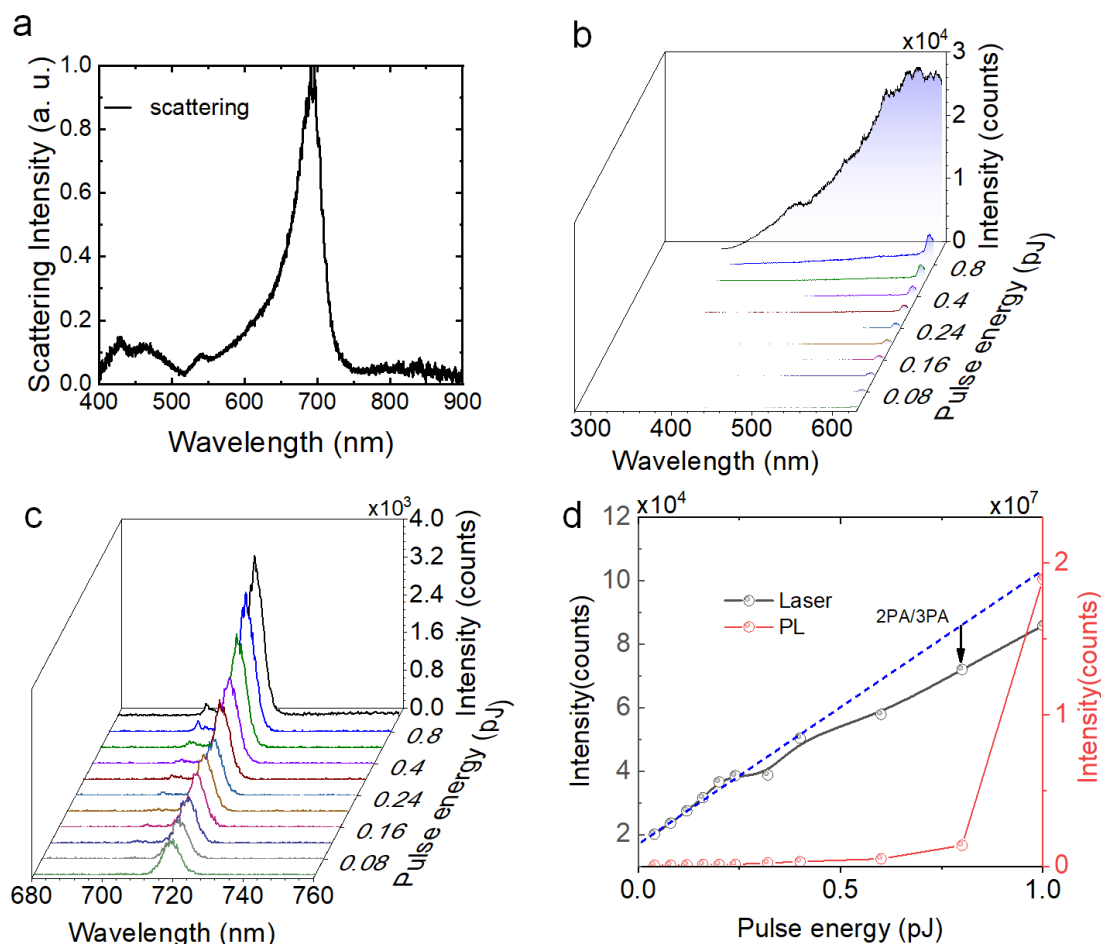 a
1.0
0.8
0.6
0.4
0.2
0.0
scattering
Scattering Intensity (a. u.)
400 500 600 700 800 900
Wavelength (nm)
b
x10⁴
3
2
1
0
Intensity (counts)
0.8
0.4
0.24
0.16
0.08
Pulse energy (pJ)
300 400 500 600
Wavelength (nm)
c
x10³
4.0
3.2
2.4
1.6
0.8
0.0
Intensity (counts)
0.8
0.4
0.24
0.16
0.08
Pulse energy (pJ)
680 700 720 740 760
Wavelength (nm)
d
x10⁴
x10⁷
12
10
8
6
4
2
Intensity(counts)
Laser
PL
2PA/3PA
2
1
0
Intensity(counts)
0.0 0.5 1.0
Pulse energy (pJ)